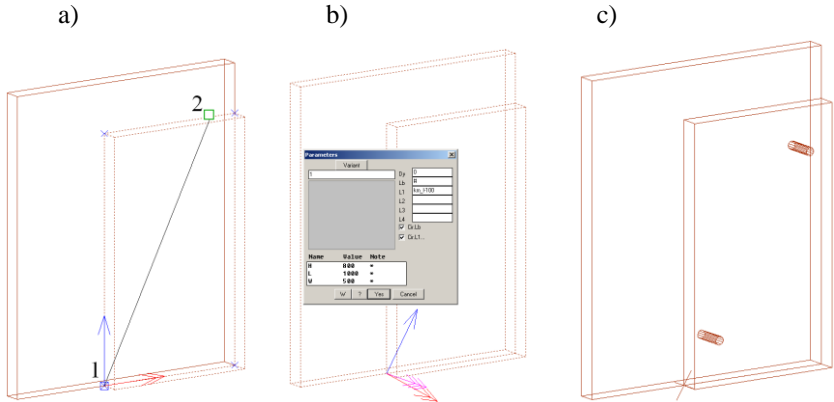 a) b) c)
2
1
Parameters
Variant
1
Dy 0
Lb H
L1
L2
L3
L4
Name Value Note
H 800 *
L 1000 *
W 500 *
W ? Yes Cancel